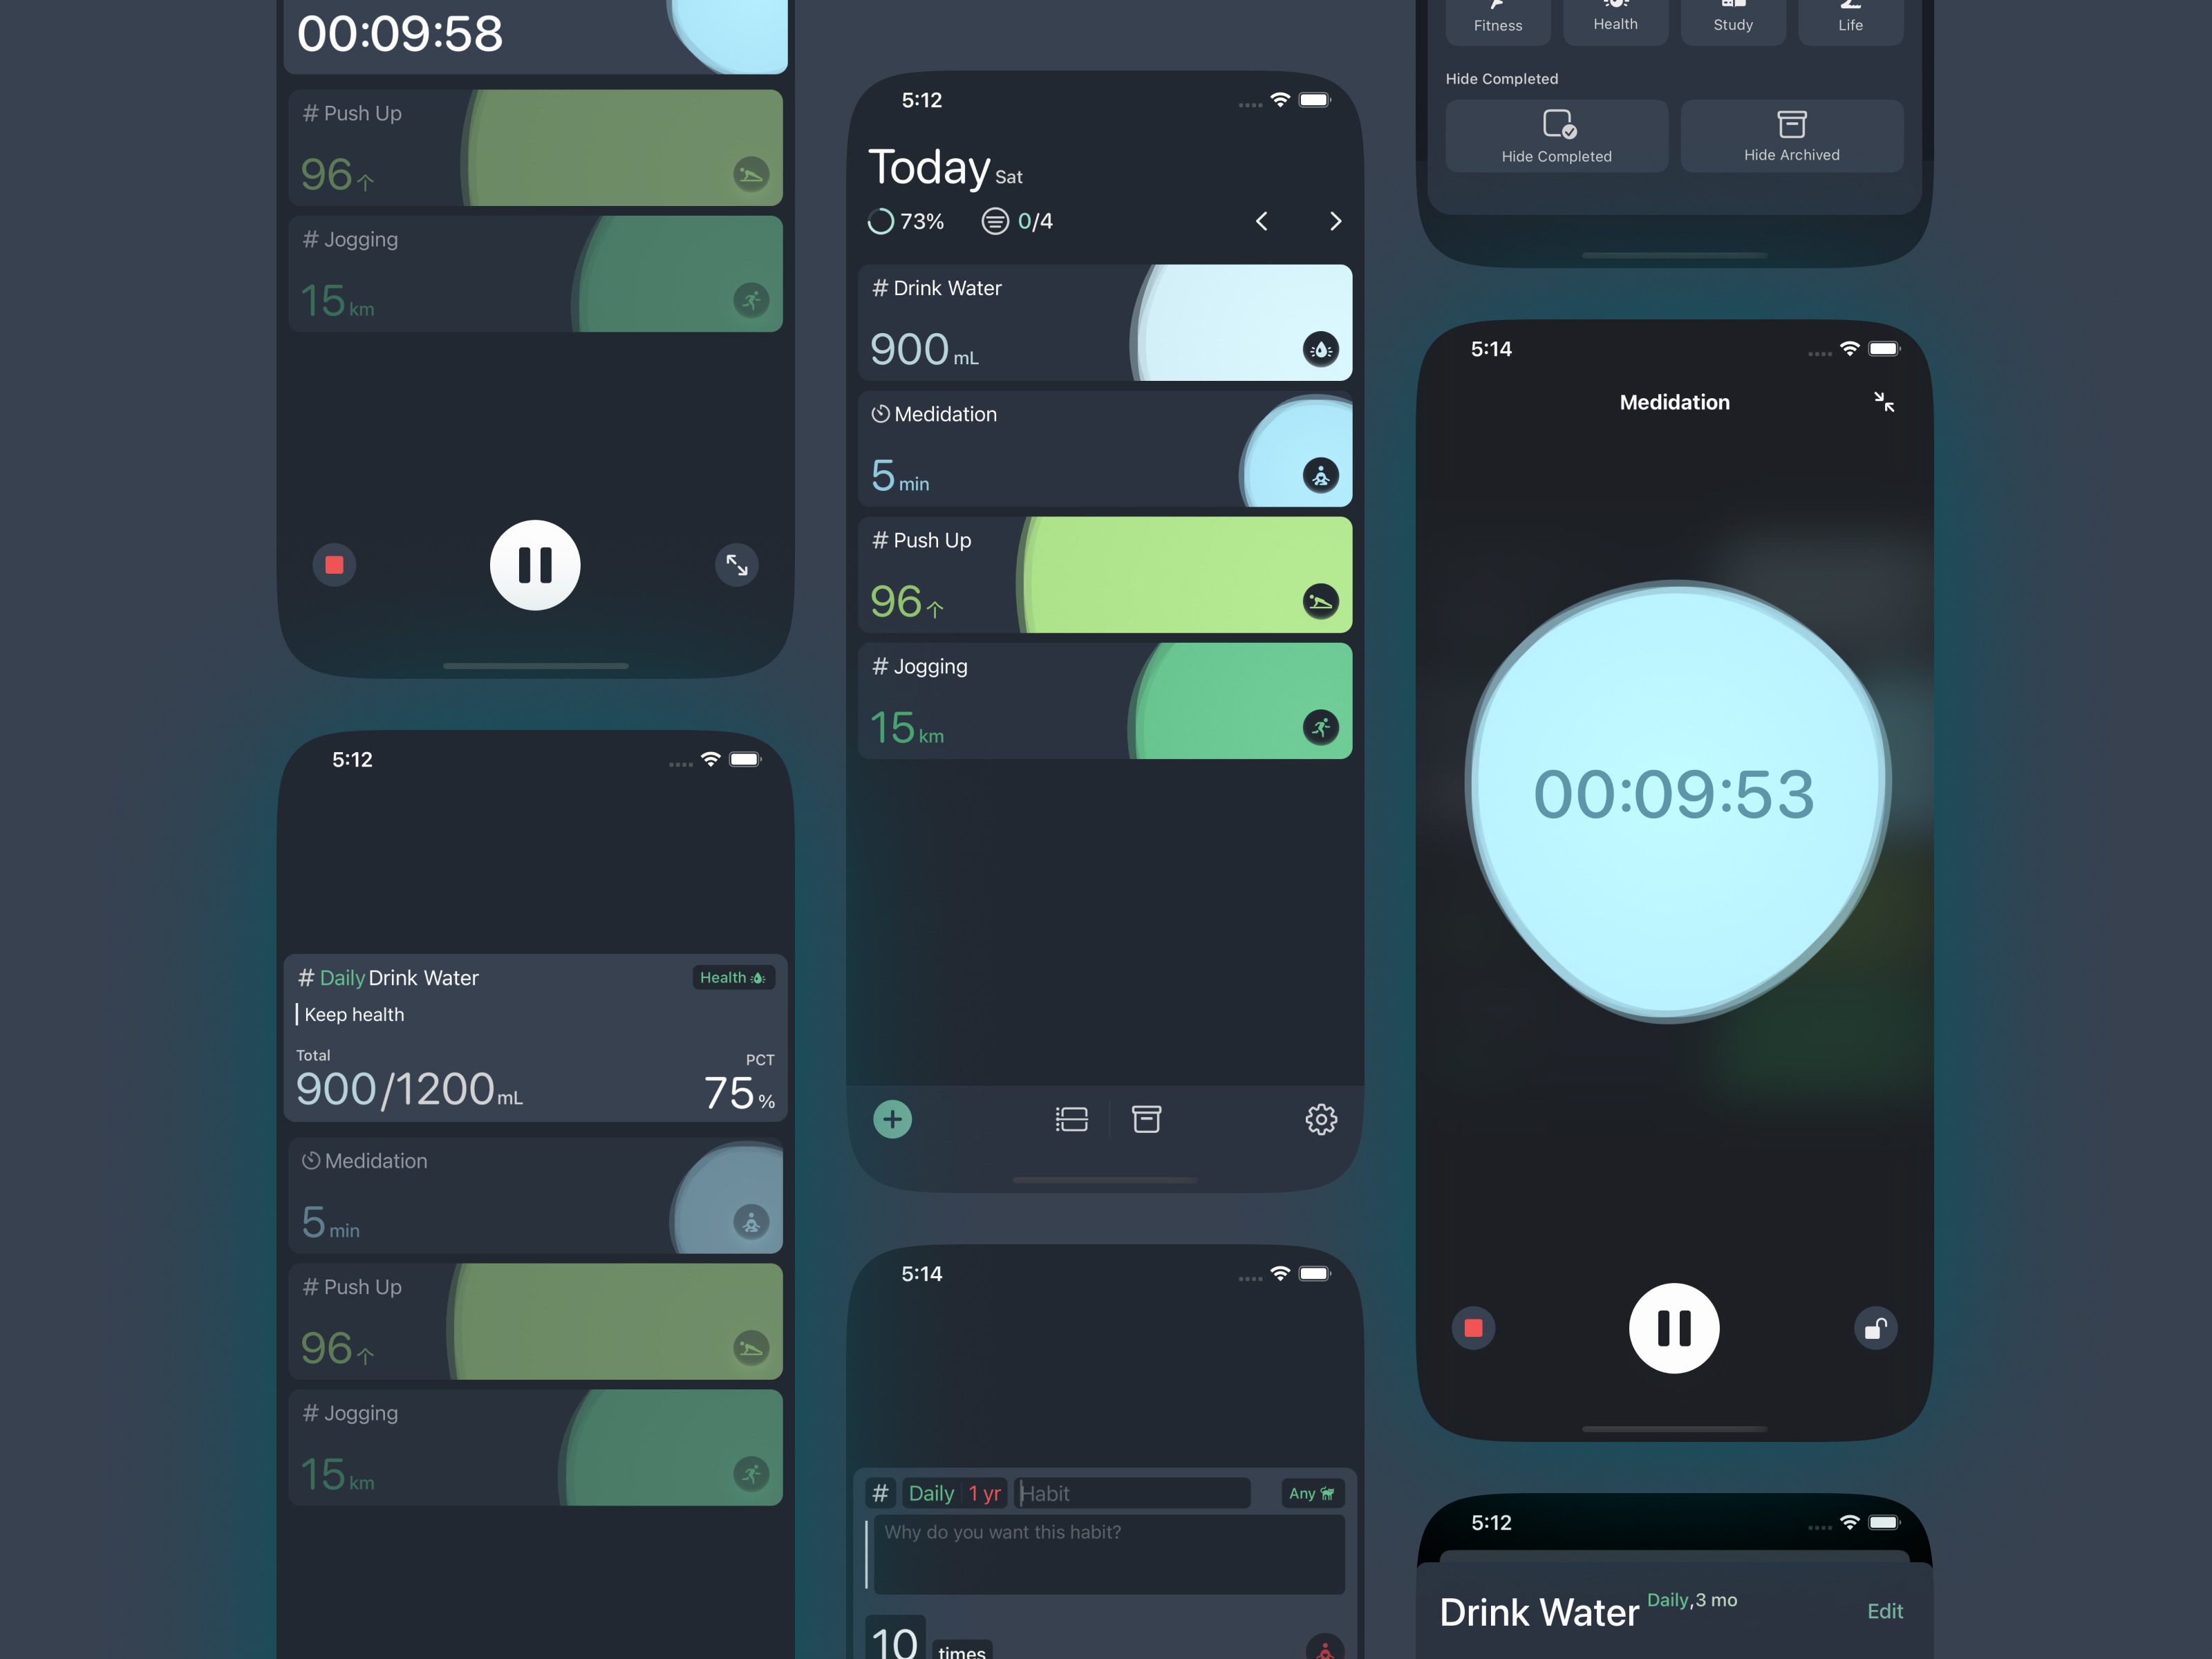 00:09:58
# Push Up
96 个
# Jogging
15 km
5:12
# Daily Drink Water
Health
Keep health
Total
PCT
900/1200 mL
75 %
Medidation
5 min
# Push Up
96 个
# Jogging
15 km
5:12
Today Sat
73%
0/4
# Drink Water
900 mL
Medidation
5 min
# Push Up
96 个
# Jogging
15 km
5:14
# Daily 1 yr Habit
Any
Why do you want this habit?
10 times
Fitness
Health
Study
Life
Hide Completed
Hide Completed
Hide Archived
5:14
Medidation
00:09:53
5:12
Drink Water Daily,3 mo
Edit